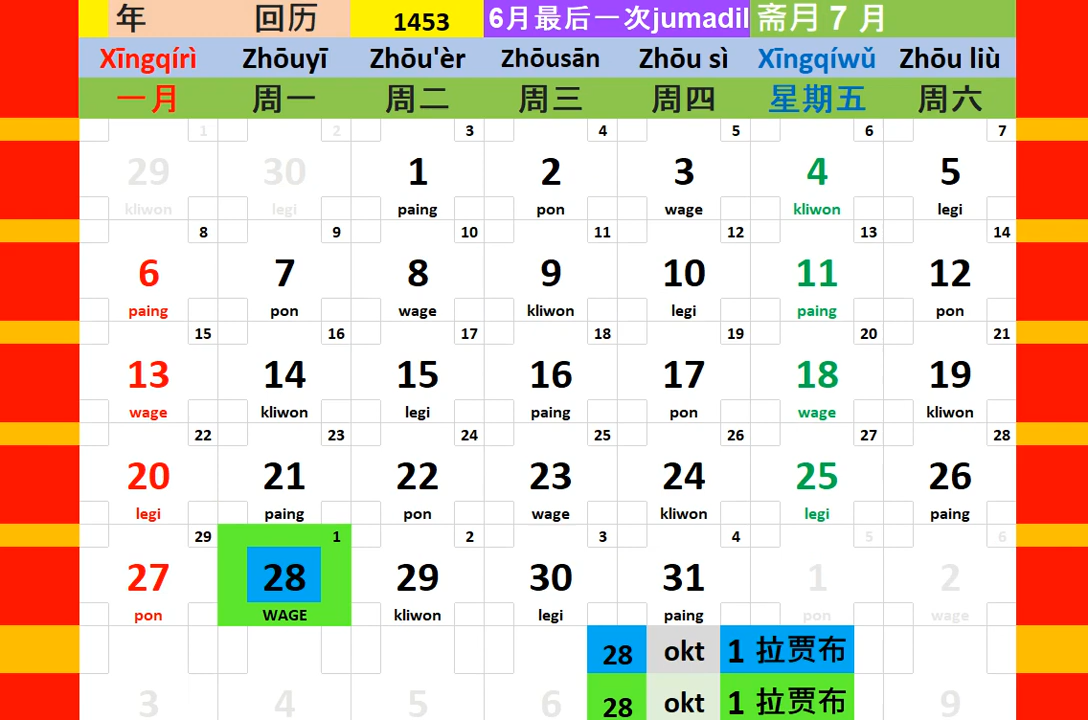 年 回历 1453 6月最后一次jumadil 斋月 7 月
Xīngqírì Zhōuyī Zhōu'èr Zhōusān Zhōu sì Xīngqíwǔ Zhōu liù
一月 周一 周二 周三 周四 星期五 周六
1 2 3 4 5 6 7
29 30 1 2 3 4 5
kliwon legi paing pon wage kliwon legi
8 9 10 11 12 13 14
6 7 8 9 10 11 12
paing pon wage kliwon legi paing pon
15 16 17 18 19 20 21
13 14 15 16 17 18 19
wage kliwon legi paing pon wage kliwon
22 23 24 25 26 27 28
20 21 22 23 24 25 26
legi paing pon wage kliwon legi paing
29 1 2 3 4 5 6
27 28 29 30 31 1 2
pon WAGE kliwon legi paing pon wage
28 okt 1 拉贾布
3 4 5 6 28 okt 1 拉贾布 9